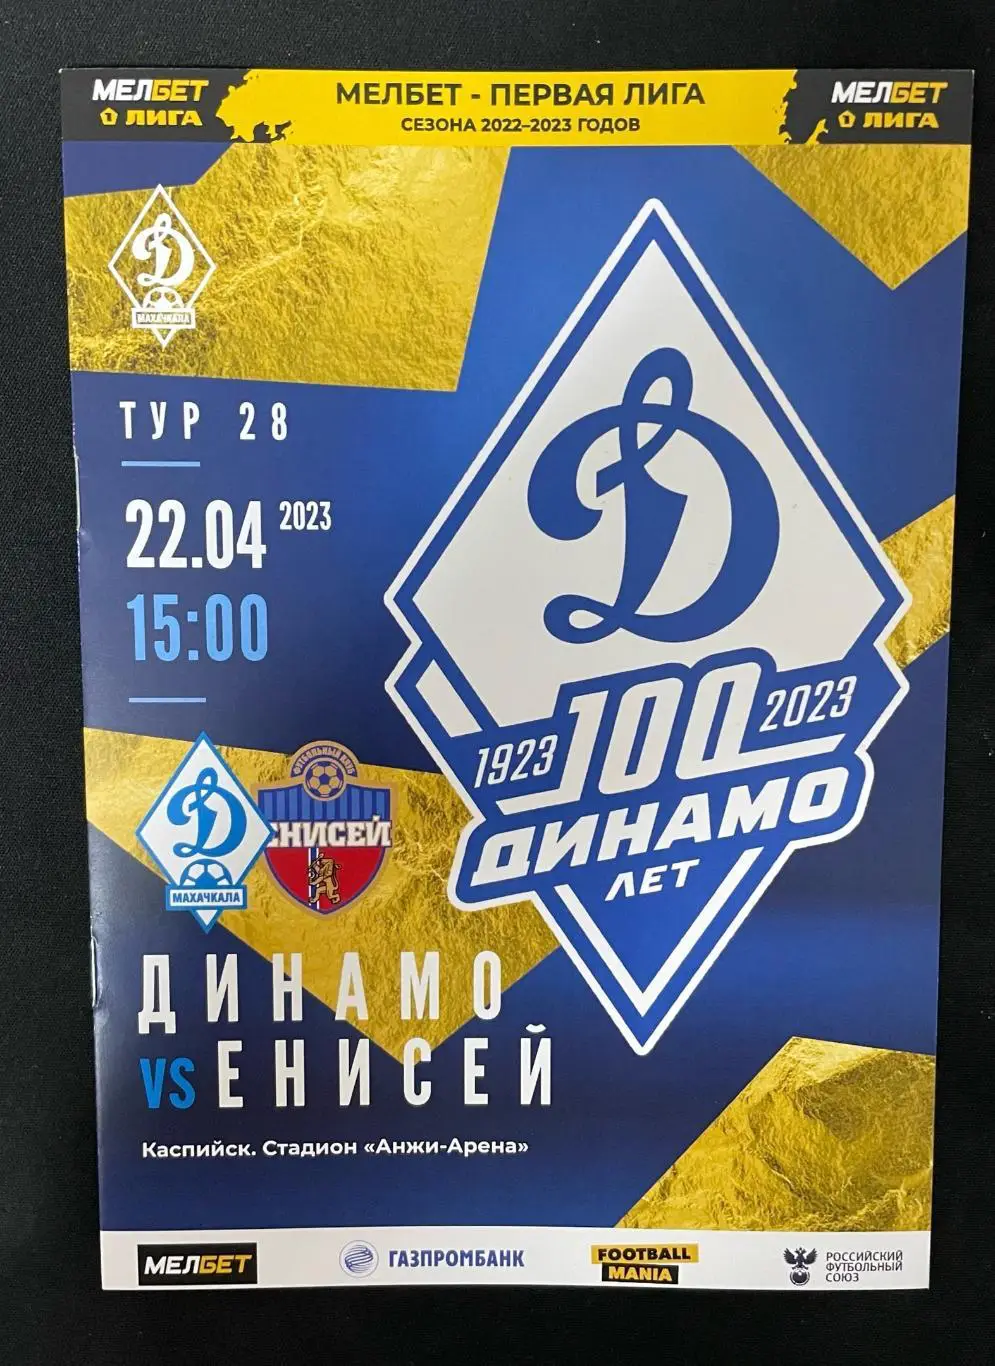 МЕЛБЕТ
ЛИГА
МЕЛБЕТ - ПЕРВАЯ ЛИГА
СЕЗОНА 2022–2023 ГОДОВ
МЕЛБЕТ
ЛИГА
Д
МАХАЧКАЛА
ТУР 28
22.04 2023
15:00
Д
1923 100 2023
ДИНАМО
ЛЕТ
Д
МАХАЧКАЛА
ФУТБОЛЬНЫЙ КЛУБ
ЕНИСЕЙ
ДИНАМО
VS ЕНИСЕЙ
Каспийск. Стадион «Анжи-Арена»
МЕЛБЕТ
ГАЗПРОМБАНК
FOOTBALL
MANIA
РОССИЙСКИЙ
ФУТБОЛЬНЫЙ
СОЮЗ